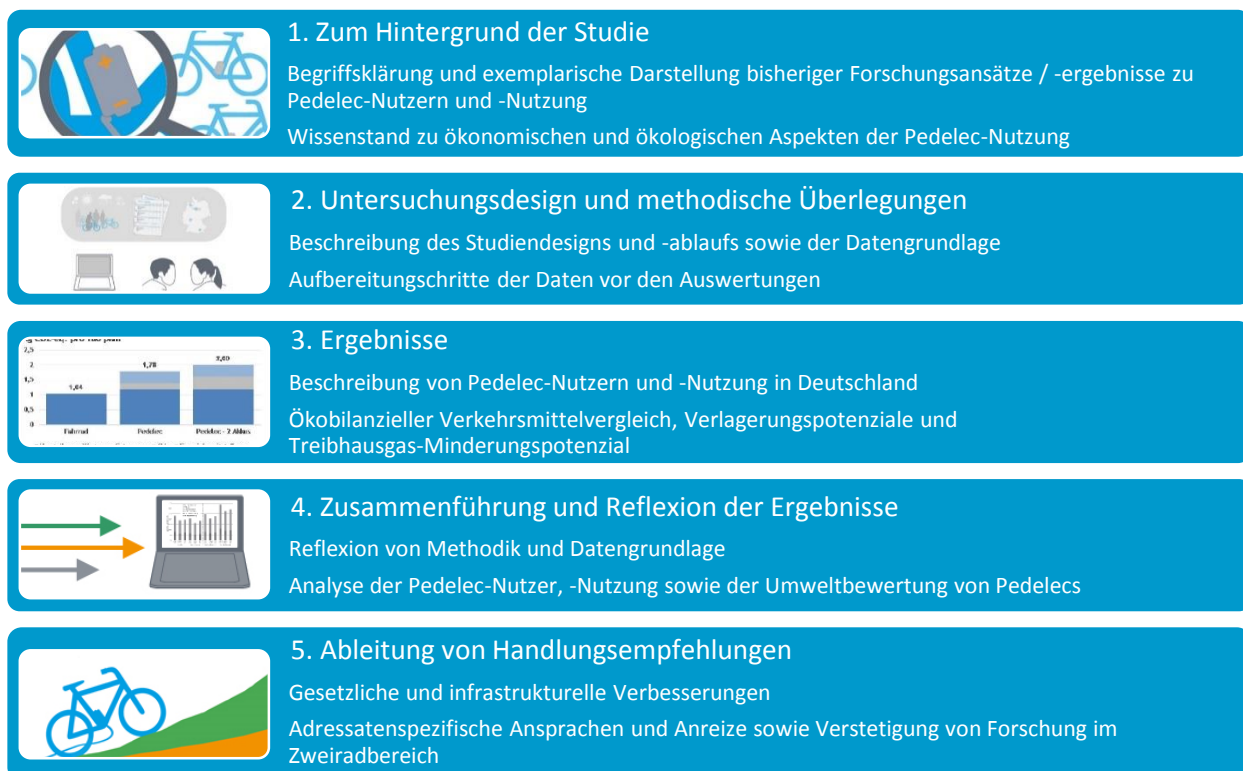 1. Zum Hintergrund der Studie
Begriffsklärung und exemplarische Darstellung bisheriger Forschungsansätze / -ergebnisse zu
Pedelec-Nutzern und -Nutzung
Wissenstand zu ökonomischen und ökologischen Aspekten der Pedelec-Nutzung
2. Untersuchungsdesign und methodische Überlegungen
Beschreibung des Studiendesigns und -ablaufs sowie der Datengrundlage
Aufbereitungschritte der Daten vor den Auswertungen
3. Ergebnisse
2,5
2
1,5
1
0,5
0
1,04
1,78
2,00
Fahrrad
Pedelec
Pedelec - 2 Akkus
Beschreibung von Pedelec-Nutzern und -Nutzung in Deutschland
Ökobilanzieller Verkehrsmittelvergleich, Verlagerungspotenziale und
Treibhausgas-Minderungspotenzial
4. Zusammenführung und Reflexion der Ergebnisse
Reflexion von Methodik und Datengrundlage
Analyse der Pedelec-Nutzer, -Nutzung sowie der Umweltbewertung von Pedelecs
5. Ableitung von Handlungsempfehlungen
Gesetzliche und infrastrukturelle Verbesserungen
Adressatenspezifische Ansprachen und Anreize sowie Verstetigung von Forschung im
Zweiradbereich